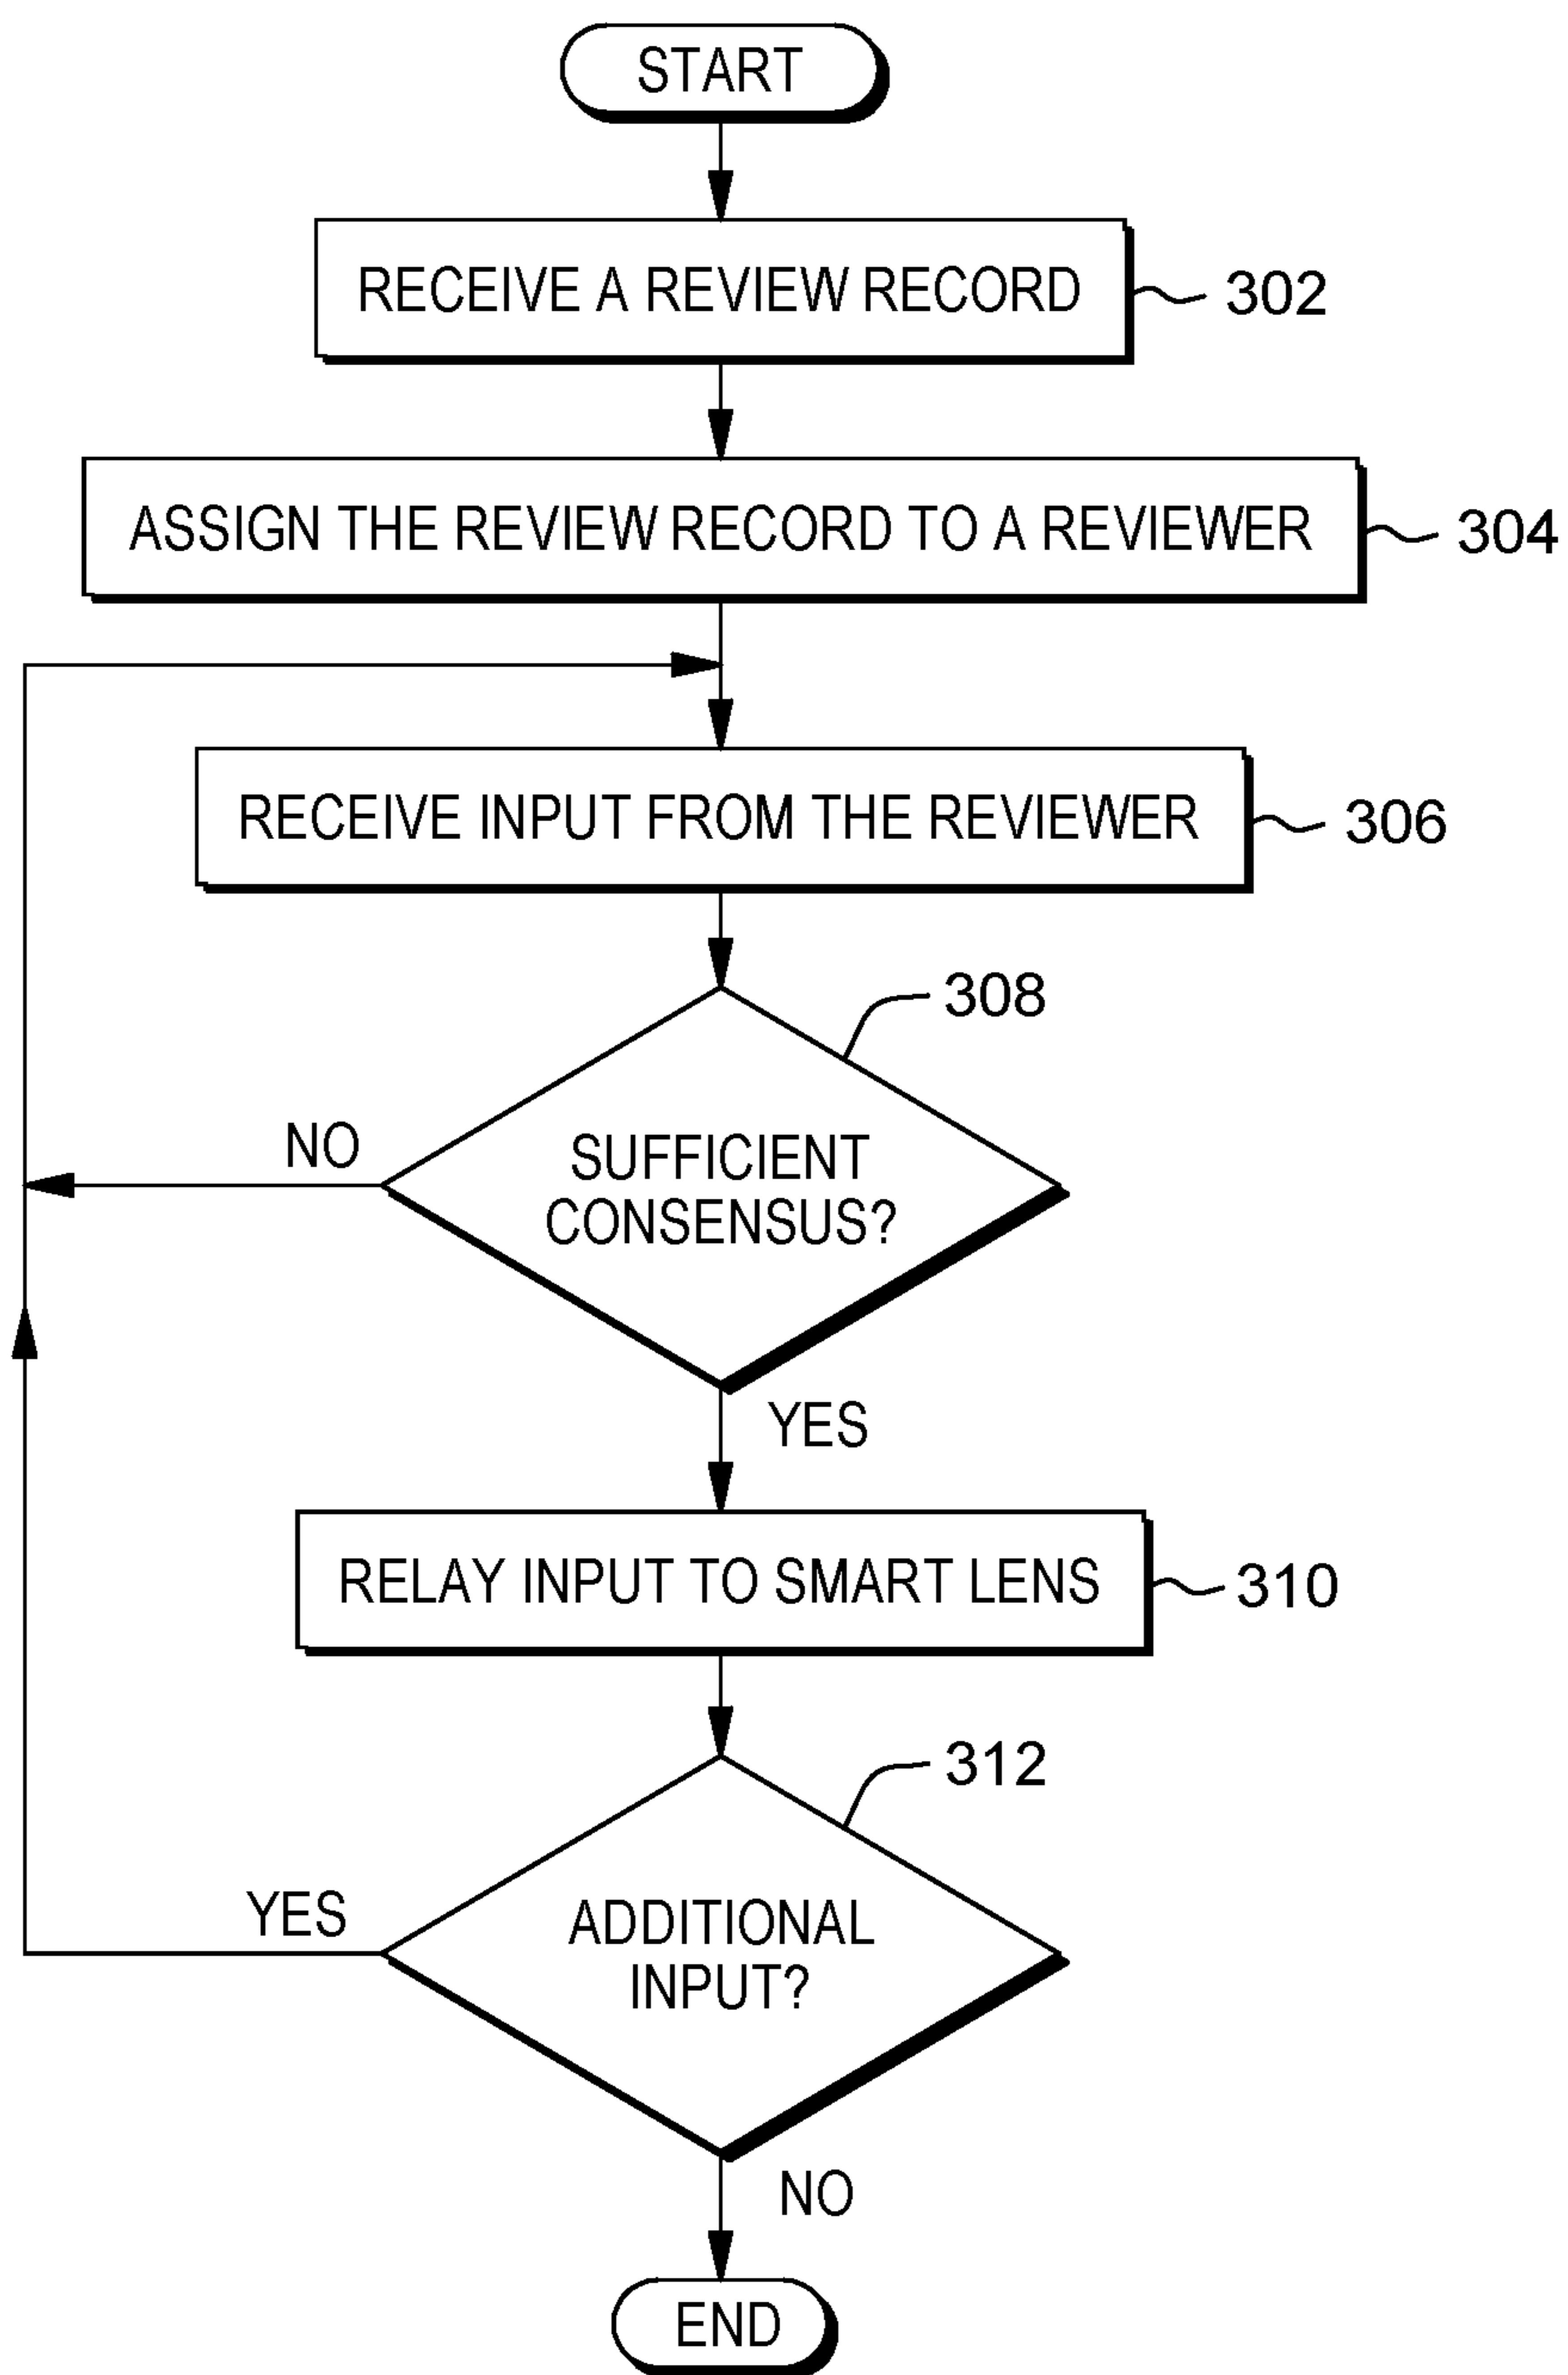 START
RECEIVE A REVIEW RECORD
302
ASSIGN THE REVIEW RECORD TO A REVIEWER
304
RECEIVE INPUT FROM THE REVIEWER
306
308
NO
SUFFICIENT
CONSENSUS?
YES
RELAY INPUT TO SMART LENS
310
312
YES
ADDITIONAL
INPUT?
NO
END